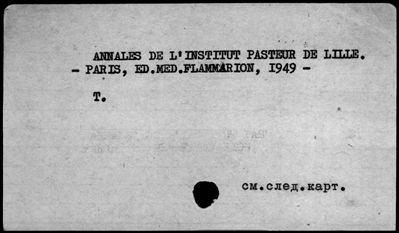 ANNALES DE L'INSTITUT PASTEUR DE LILLE.
- PARIS, ED.MED.FLAMMARION, 1949 -
T.
см.след.карт.